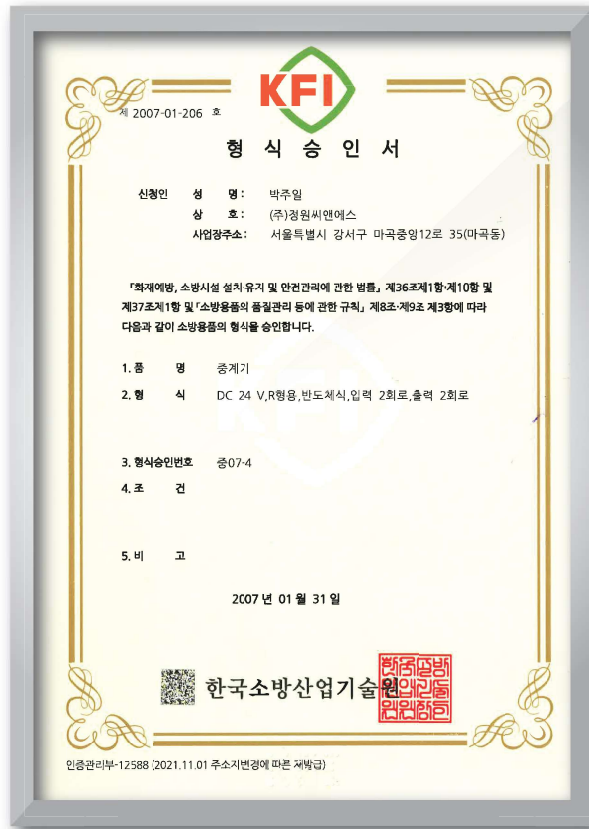 KFI
제 2007-01-206 호
형 식 승 인 서
신청인 성 명 : 박주일
상 호 : (주)정원씨앤에스
사업장주소: 서울특별시 강서구 마곡중앙12로 35(마곡동)
「화재예방, 소방시설 설치·유지 및 안전관리에 관한 법률」 제36조제1항·제10항 및
제37조제1항 및 「소방용품의 품질관리 등에 관한 규칙」 제8조·제9조 제3항에 따라
다음과 같이 소방용품의 형식을 승인합니다.
1. 품 명 중계기
2. 형 식 DC 24 V,R형용,반도체식,입력 2회로,출력 2회로
KFI
3. 형식승인번호 중07-4
4. 조 건
5. 비 고
2007 년 01 월 31 일
한국소방산업기술원
인증관리부-12588 (2021.11.01 주소지변경에 따른 재발급)